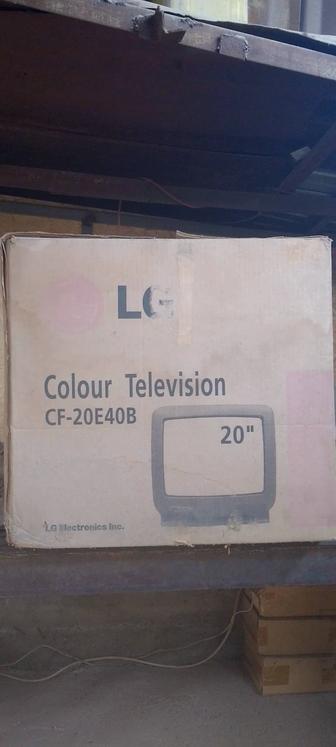 LG
Colour Television
CF-20E40B
20"
LG Electronics Inc.